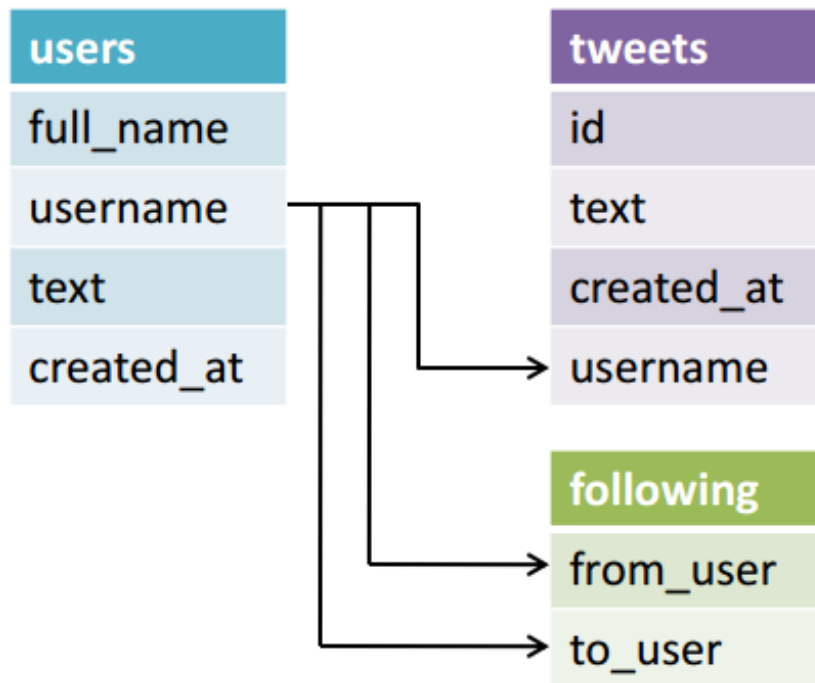 users
full_name
username
text
created_at
tweets
id
text
created_at
username
following
from_user
to_user